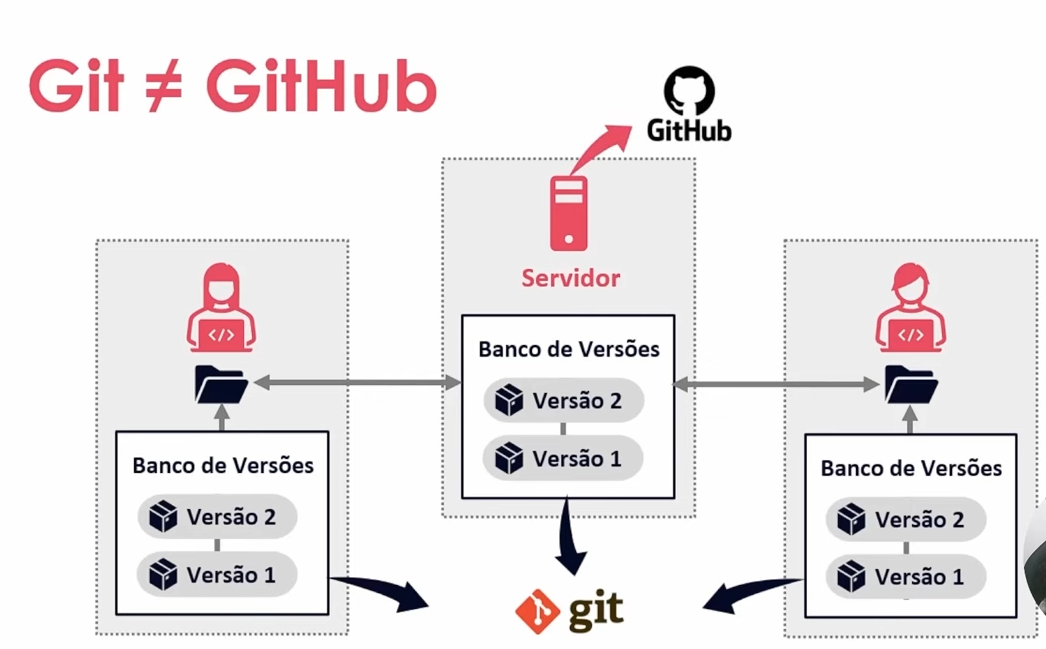 Git ≠ GitHub
GitHub
Servidor
Banco de Versões
Versão 2
Versão 1
</>
Banco de Versões
Versão 2
Versão 1
</>
Banco de Versões
Versão 2
Versão 1
git